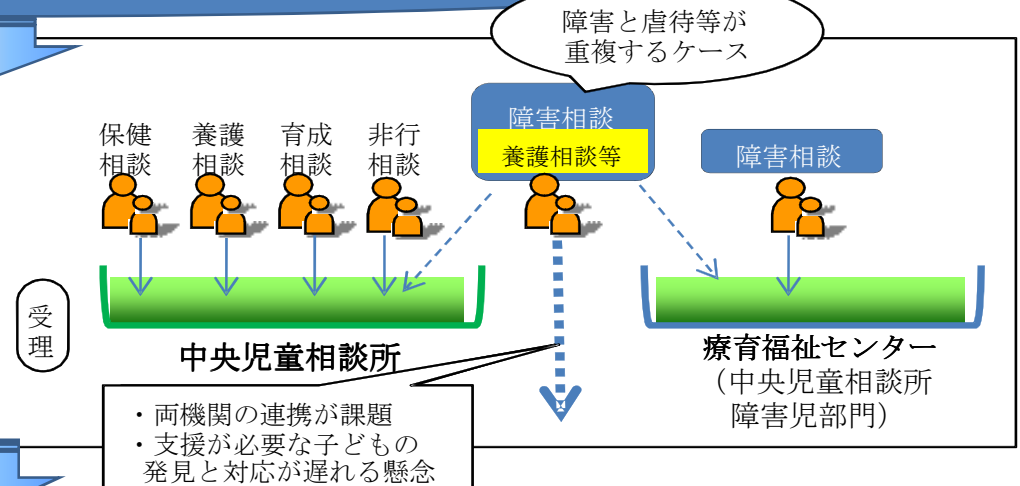 障害と虐待等が
重複するケース
保健
相談
養護
相談
育成
相談
非行
相談
障害相談
養護相談等
障害相談
受
理
中央児童相談所
療育福祉センター
（中央児童相談所
障害児部門）
・両機関の連携が課題
・支援が必要な子どもの
発見と対応が遅れる懸念